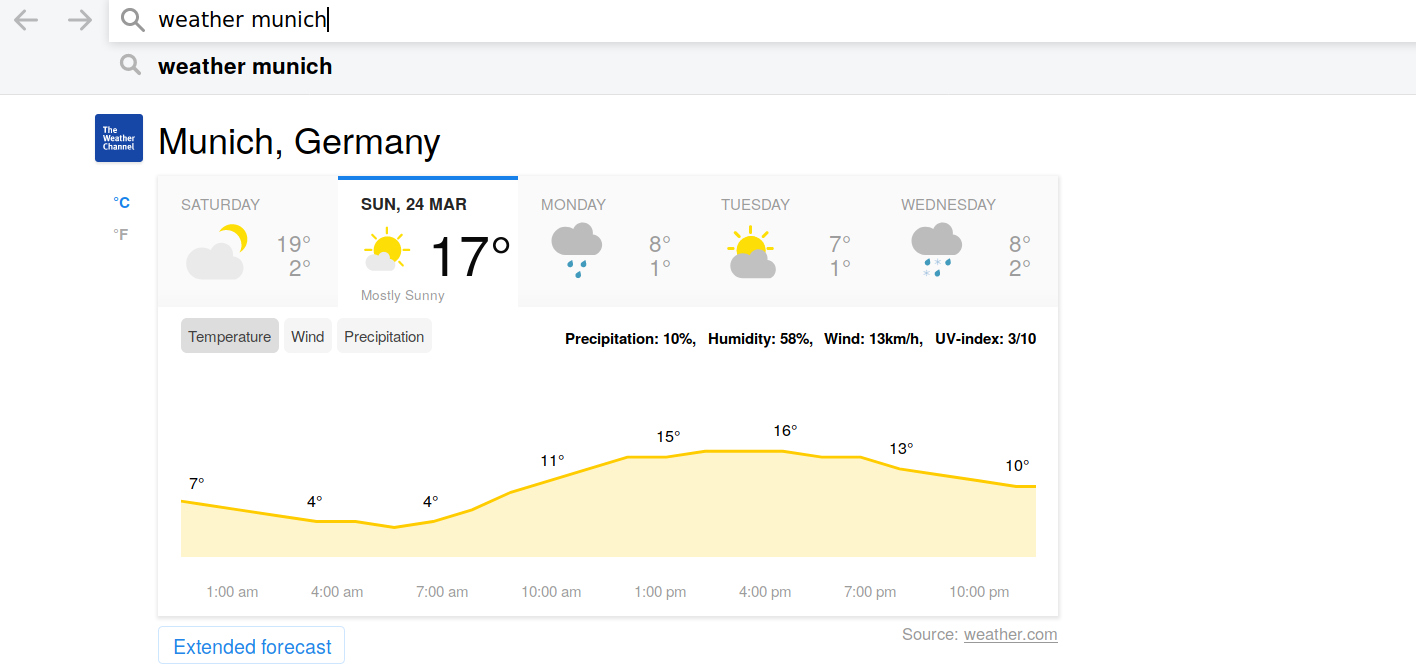 weather munich
weather munich
The
Weather
Channel
Munich, Germany
°C
°F
SATURDAY
19°
2°
SUN, 24 MAR
17°
Mostly Sunny
MONDAY
8°
1°
TUESDAY
7°
1°
WEDNESDAY
8°
2°
Temperature Wind Precipitation
Precipitation: 10%, Humidity: 58%, Wind: 13km/h, UV-index: 3/10
7° 4° 4° 11° 15° 16° 13° 10°
1:00 am 4:00 am 7:00 am 10:00 am 1:00 pm 4:00 pm 7:00 pm 10:00 pm
Extended forecast
Source: weather.com